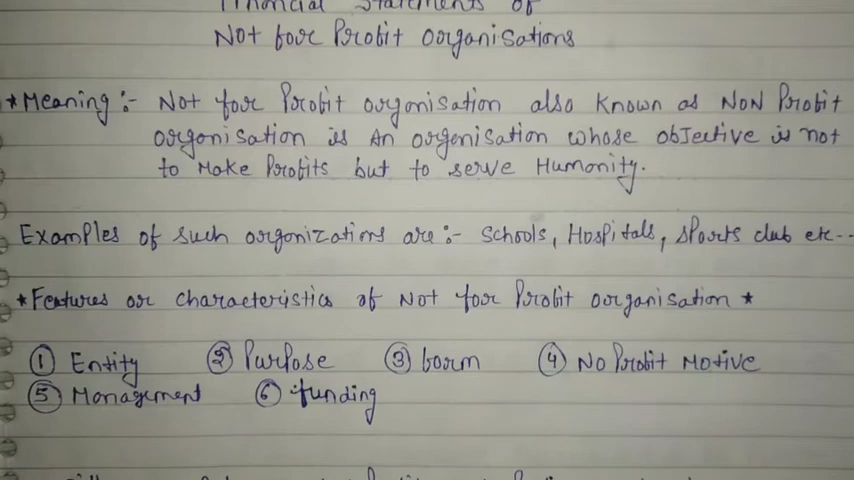 Financial Statements of
Not for Profit Organisations
*Meaning:- Not for Profit organisation also known as Non Profit
organisation is an organisation whose objective is not
to make Profits but to serve Humanity.
Examples of such organizations are:- schools, Hospitals, sports club etc--
*Features or characteristics of Not for Profit organisation*
① Entity ② Purpose ③ form ④ No Profit Motive
⑤ Management ⑥ funding